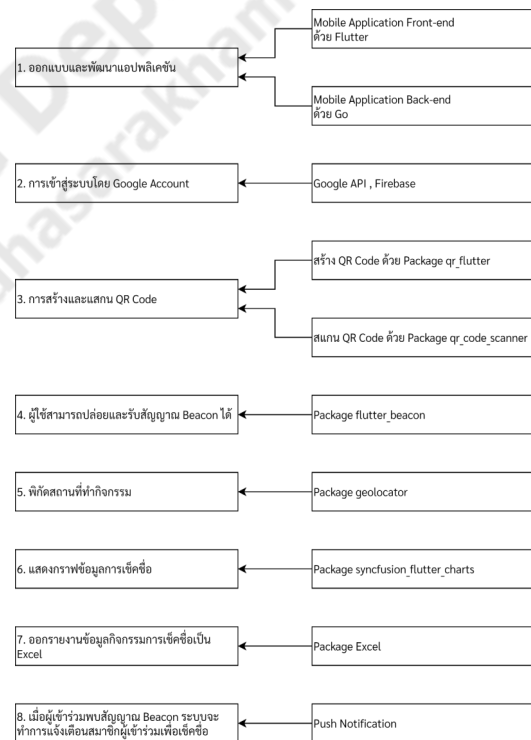 Mobile Application Front-end
ด้วย Flutter
1. ออกแบบและพัฒนาแอปพลิเคชัน
Mobile Application Back-end
ด้วย Go
2. การเข้าสู่ระบบโดย Google Account
Google API , Firebase
สร้าง QR Code ด้วย Package qr_flutter
3. การสร้างและแสกน QR Code
สแกน QR Code ด้วย Package qr_code_scanner
4. ผู้ใช้สามารถปล่อยและรับสัญญาณ Beacon ได้
Package flutter_beacon
5. พิกัดสถานที่ทำกิจกรรม
Package geolocator
6. แสดงกราฟข้อมูลการเช็คชื่อ
Package syncfusion_flutter_charts
7. ออกรายงานข้อมูลกิจกรรมการเช็คชื่อเป็น
Excel
Package Excel
8. เมื่อผู้เข้าร่วมพบสัญญาณ Beacon ระบบจะ
ทำการแจ้งเตือนสมาชิกผู้เข้าร่วมเพื่อเช็คชื่อ
Push Notification